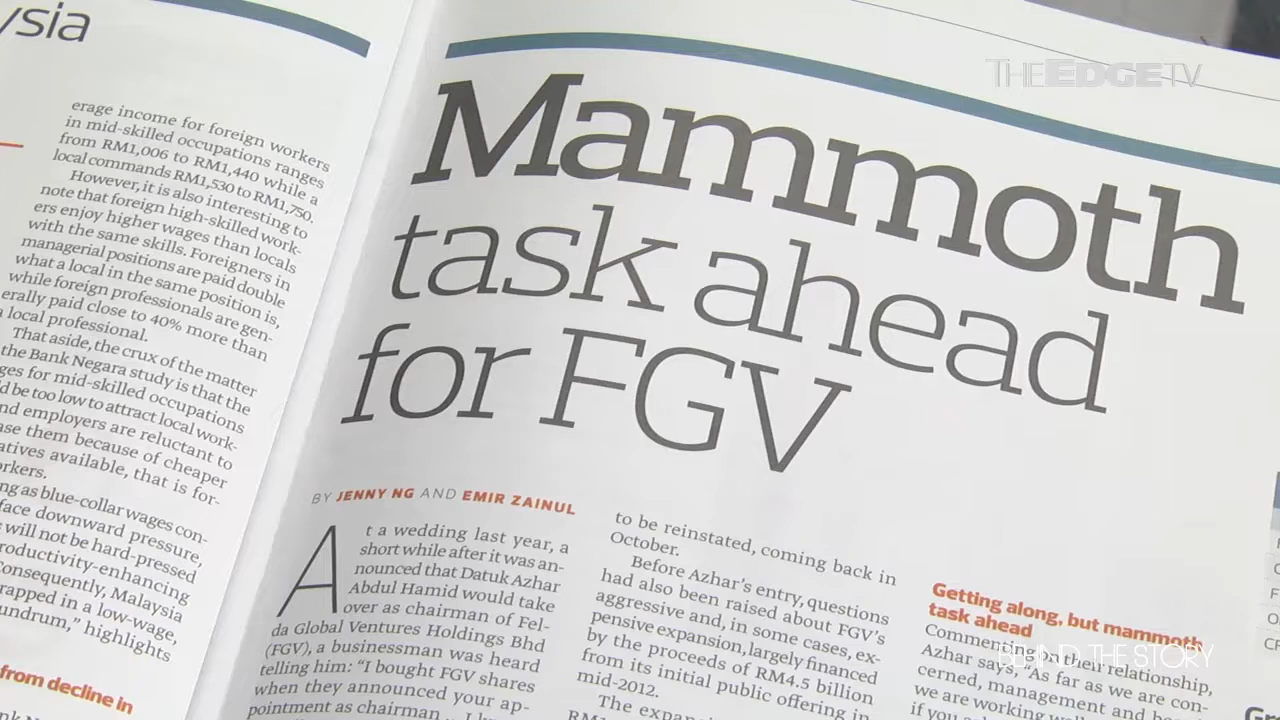 ysia
erage income for foreign workers
in mid-skilled occupations ranges
from RM1,006 to RM1,440 while a
local commands RM1,530 to RM1,750.
However, it is also interesting to
note that foreign high-skilled work-
ers enjoy higher wages than locals
with the same skills. Foreigners in
managerial positions are paid double
what a local in the same position is,
while foreign professionals are gen-
erally paid close to 40% more than
a local professional.
That aside, the crux of the matter
the Bank Negara study is that the
ges for mid-skilled occupations
d be too low to attract local work-
nd employers are reluctant to
ase them because of cheaper
atives available, that is for-
rkers.
ng as blue-collar wages con-
face downward pressure,
will not be hard-pressed
roductivity-enhancing
onsequently, Malaysia
rapped in a low-wage,
undrum,” highlights
from decline in
THEEDGETV
Mammoth
task ahead
for FGV
BY JENNY NG AND EMIR ZAINUL
At a wedding last year, a
short while after it was an-
nounced that Datuk Azhar
Abdul Hamid would take
over as chairman of Fel-
da Global Ventures Holdings Bhd
(FGV), a businessman was heard
telling him: “I bought FGV shares
when they announced your ap-
pointment as chairman
to be reinstated, coming back in
October.
Before Azhar’s entry, questions
had also been raised about FGV’s
aggressive and, in some cases, ex-
pensive expansion, largely financed
by the proceeds of RM4.5 billion
from its initial public offering in
mid-2012.
The expans
Getting along, but mammoth
task ahead
relationship,
Azhar says, “As far as we are con-
cerned, management and
we are working
if you
BEHIND THE STORY